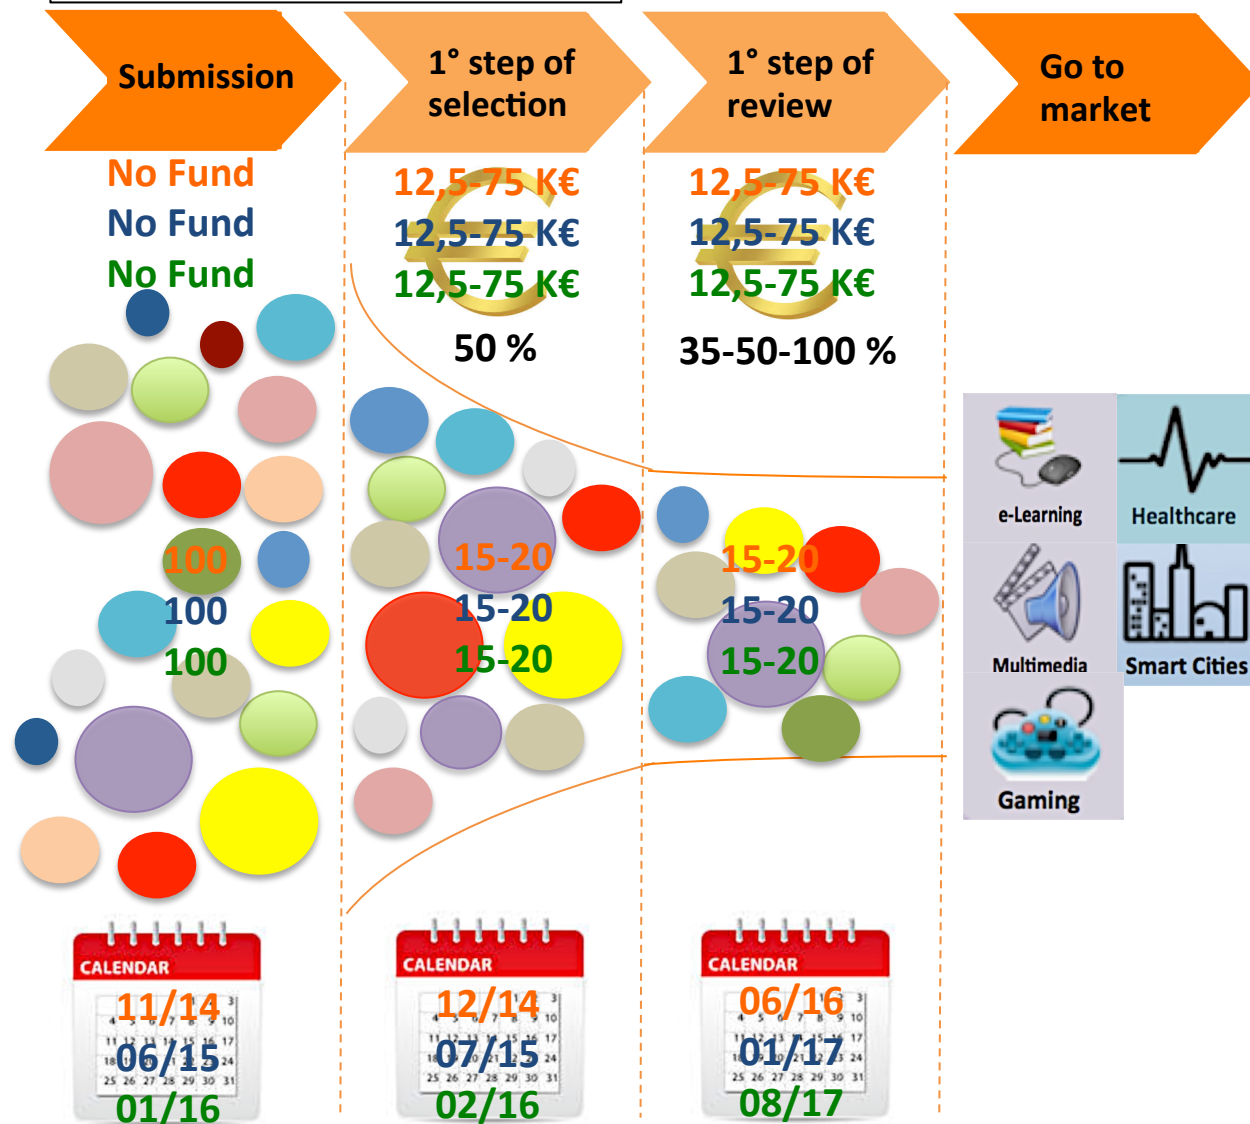 Submission
1° step of
selection
1° step of
review
Go to
market
No Fund
No Fund
No Fund
12,5-75 K€
12,5-75 K€
12,5-75 K€
50 %
12,5-75 K€
12,5-75 K€
12,5-75 K€
35-50-100 %
100
100
100
15-20
15-20
15-20
15-20
15-20
15-20
e-Learning
Healthcare
Multimedia
Smart Cities
Gaming
CALENDAR
11/14
06/15
01/16
CALENDAR
12/14
07/15
02/16
CALENDAR
06/16
01/17
08/17